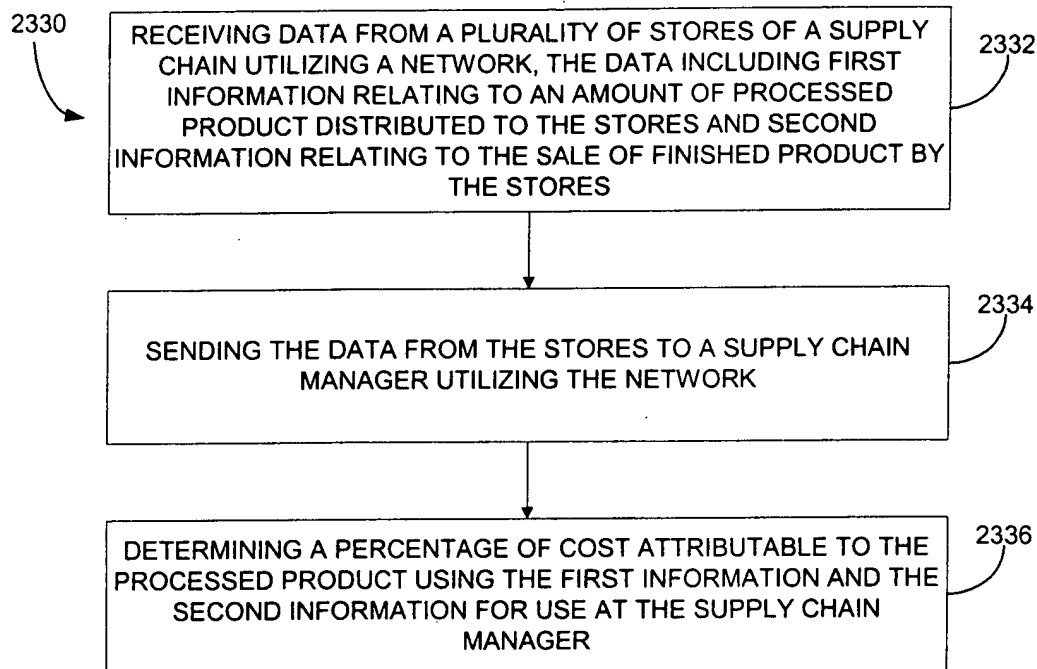 2330
RECEIVING DATA FROM A PLURALITY OF STORES OF A SUPPLY
CHAIN UTILIZING A NETWORK, THE DATA INCLUDING FIRST
INFORMATION RELATING TO AN AMOUNT OF PROCESSED
PRODUCT DISTRIBUTED TO THE STORES AND SECOND
INFORMATION RELATING TO THE SALE OF FINISHED PRODUCT BY
THE STORES
2332
SENDING THE DATA FROM THE STORES TO A SUPPLY CHAIN
MANAGER UTILIZING THE NETWORK
2334
DETERMINING A PERCENTAGE OF COST ATTRIBUTABLE TO THE
PROCESSED PRODUCT USING THE FIRST INFORMATION AND THE
SECOND INFORMATION FOR USE AT THE SUPPLY CHAIN
MANAGER
2336